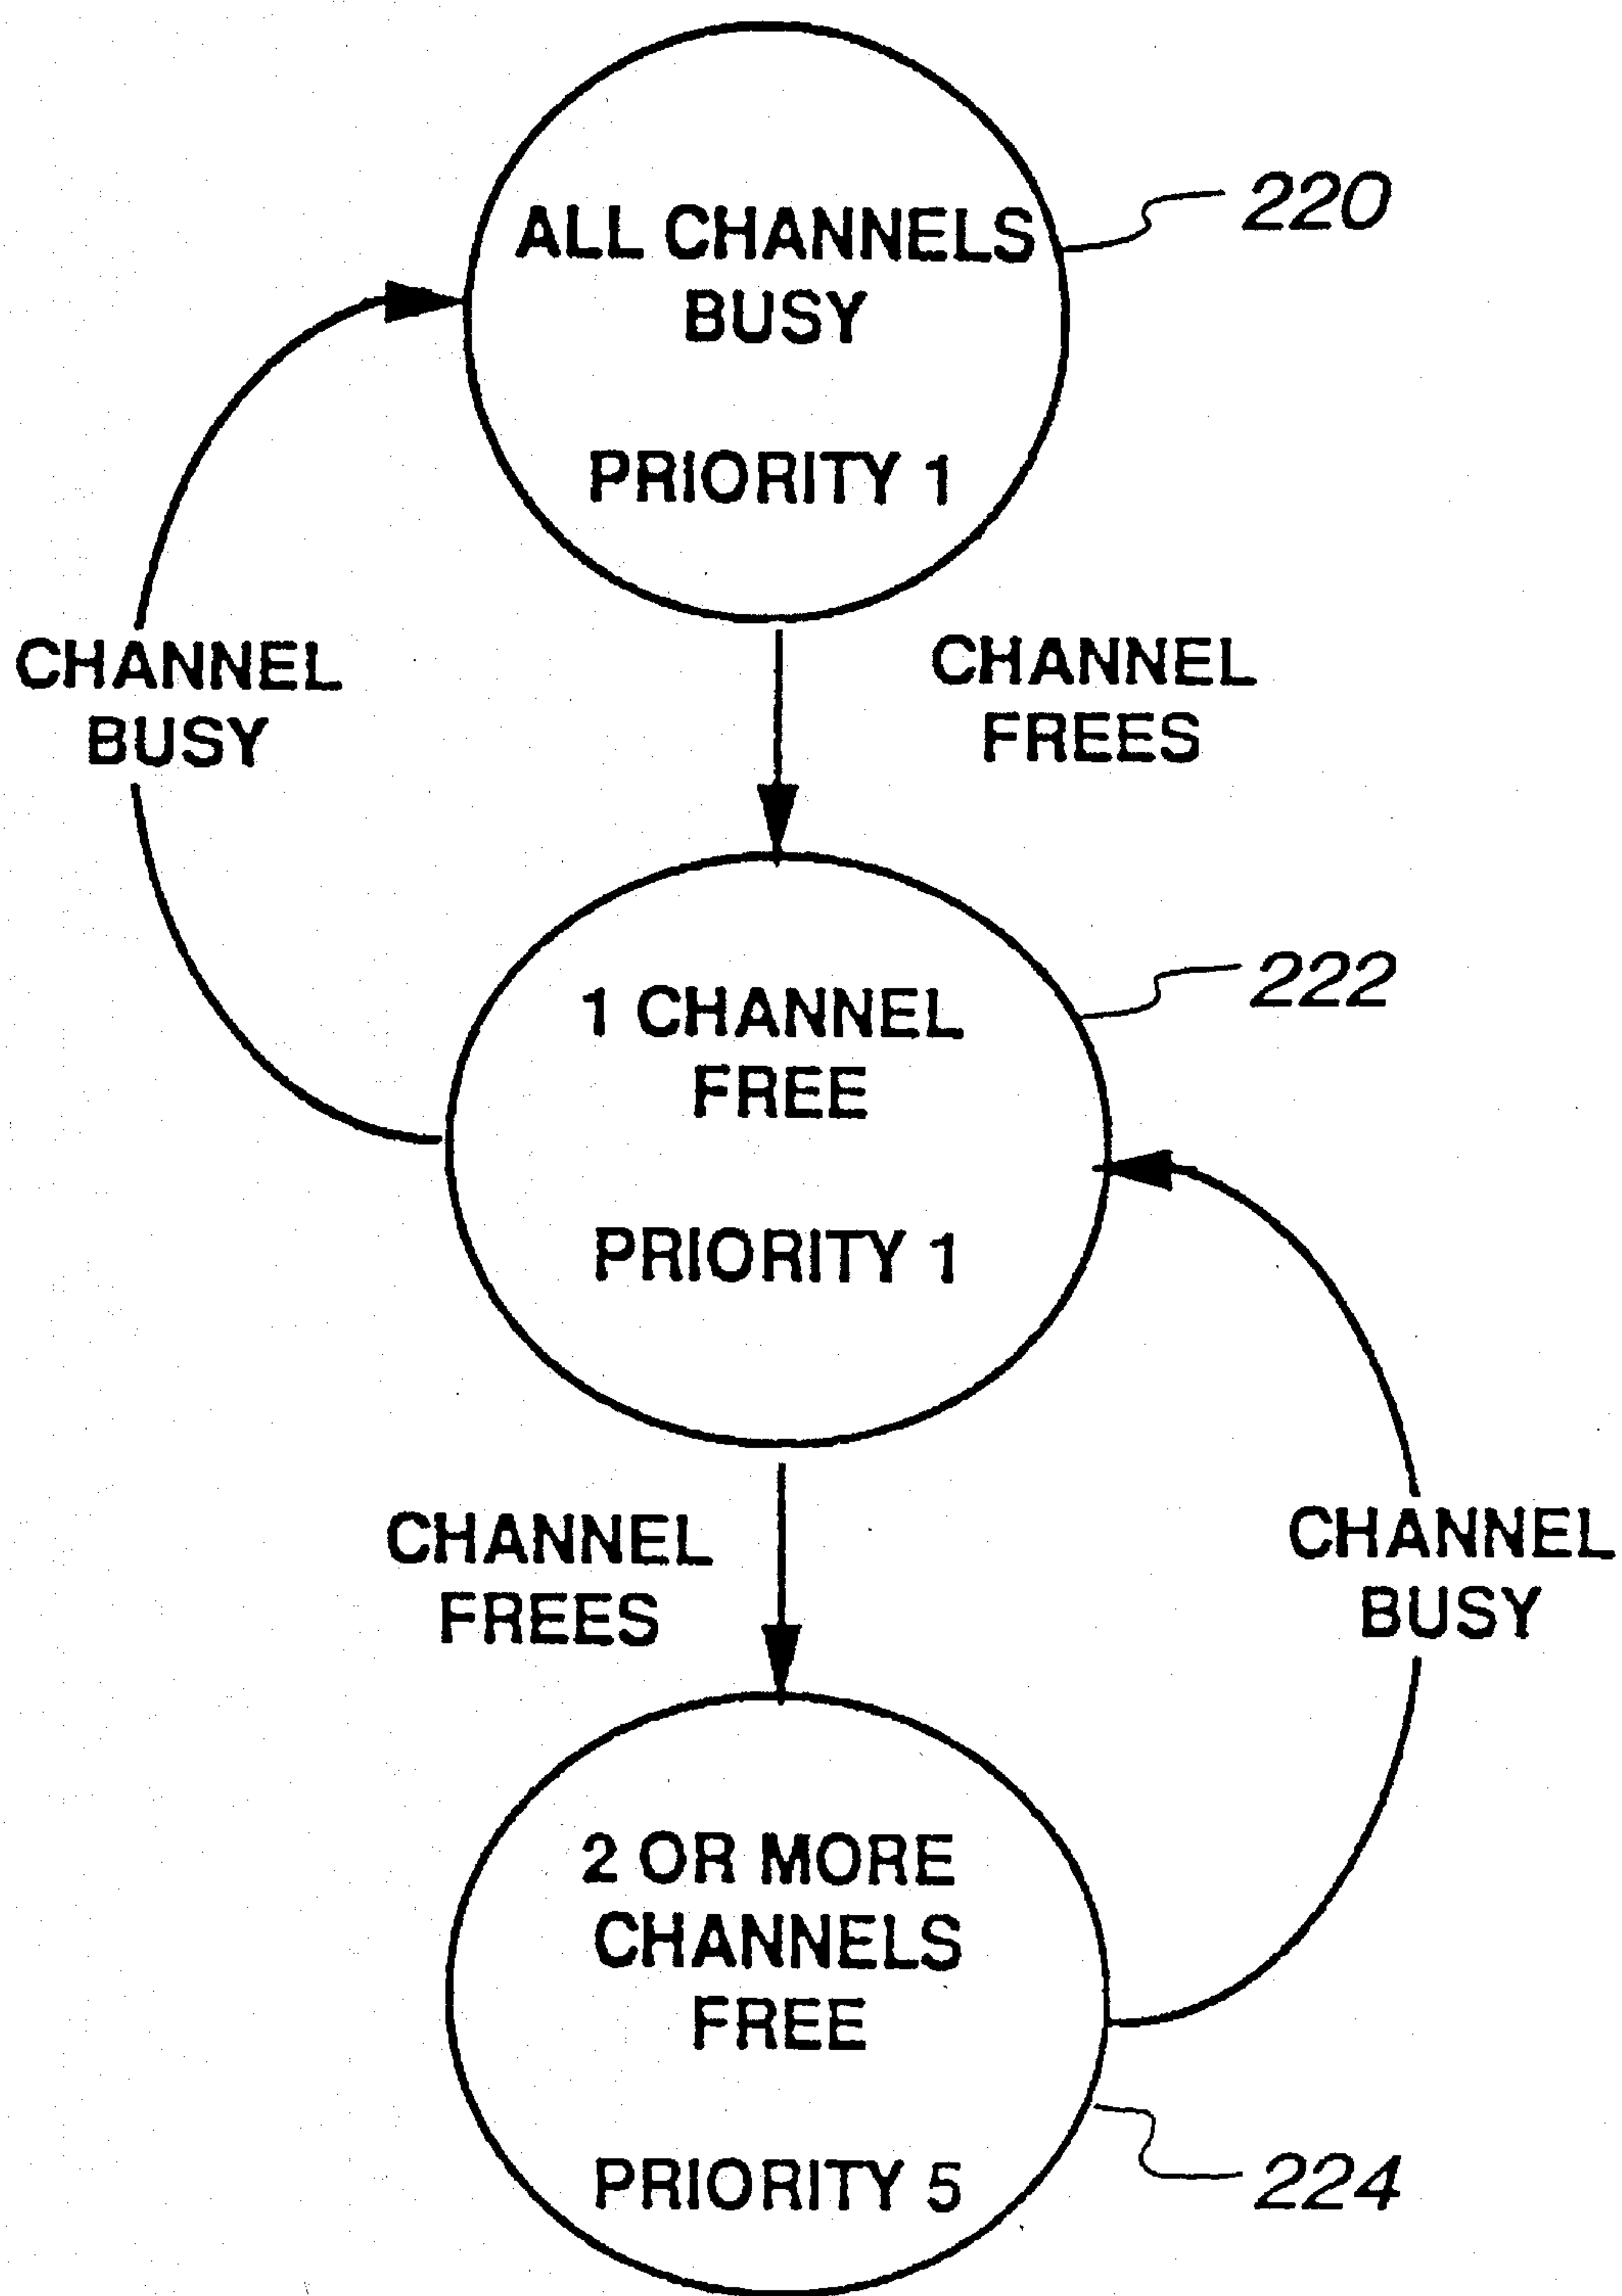 ALL CHANNELS
BUSY
PRIORITY 1
220
CHANNEL
BUSY
CHANNEL
FREES
1 CHANNEL
FREE
PRIORITY 1
222
CHANNEL
FREES
CHANNEL
BUSY
2 OR MORE
CHANNELS
FREE
PRIORITY 5
224